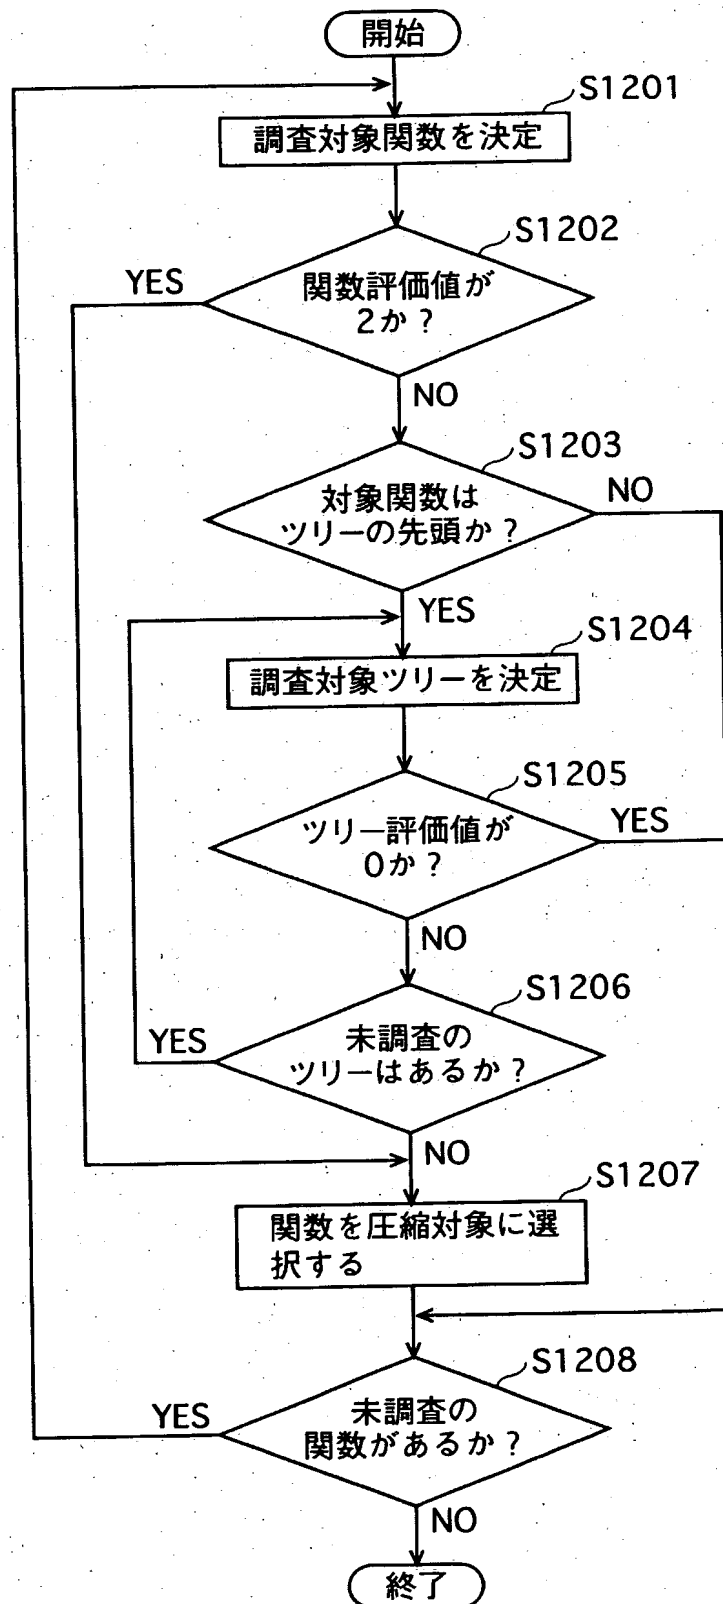 開始
S1201
調査対象関数を決定
S1202
YES
関数評価値が
2か？
NO
S1203
対象関数は
ツリーの先頭か？
NO
YES
S1204
調査対象ツリーを決定
S1205
ツリー評価値が
0か？
YES
NO
S1206
YES
未調査の
ツリーはあるか？
NO
S1207
関数を圧縮対象に選
択する
S1208
YES
未調査の
関数があるか？
NO
終了